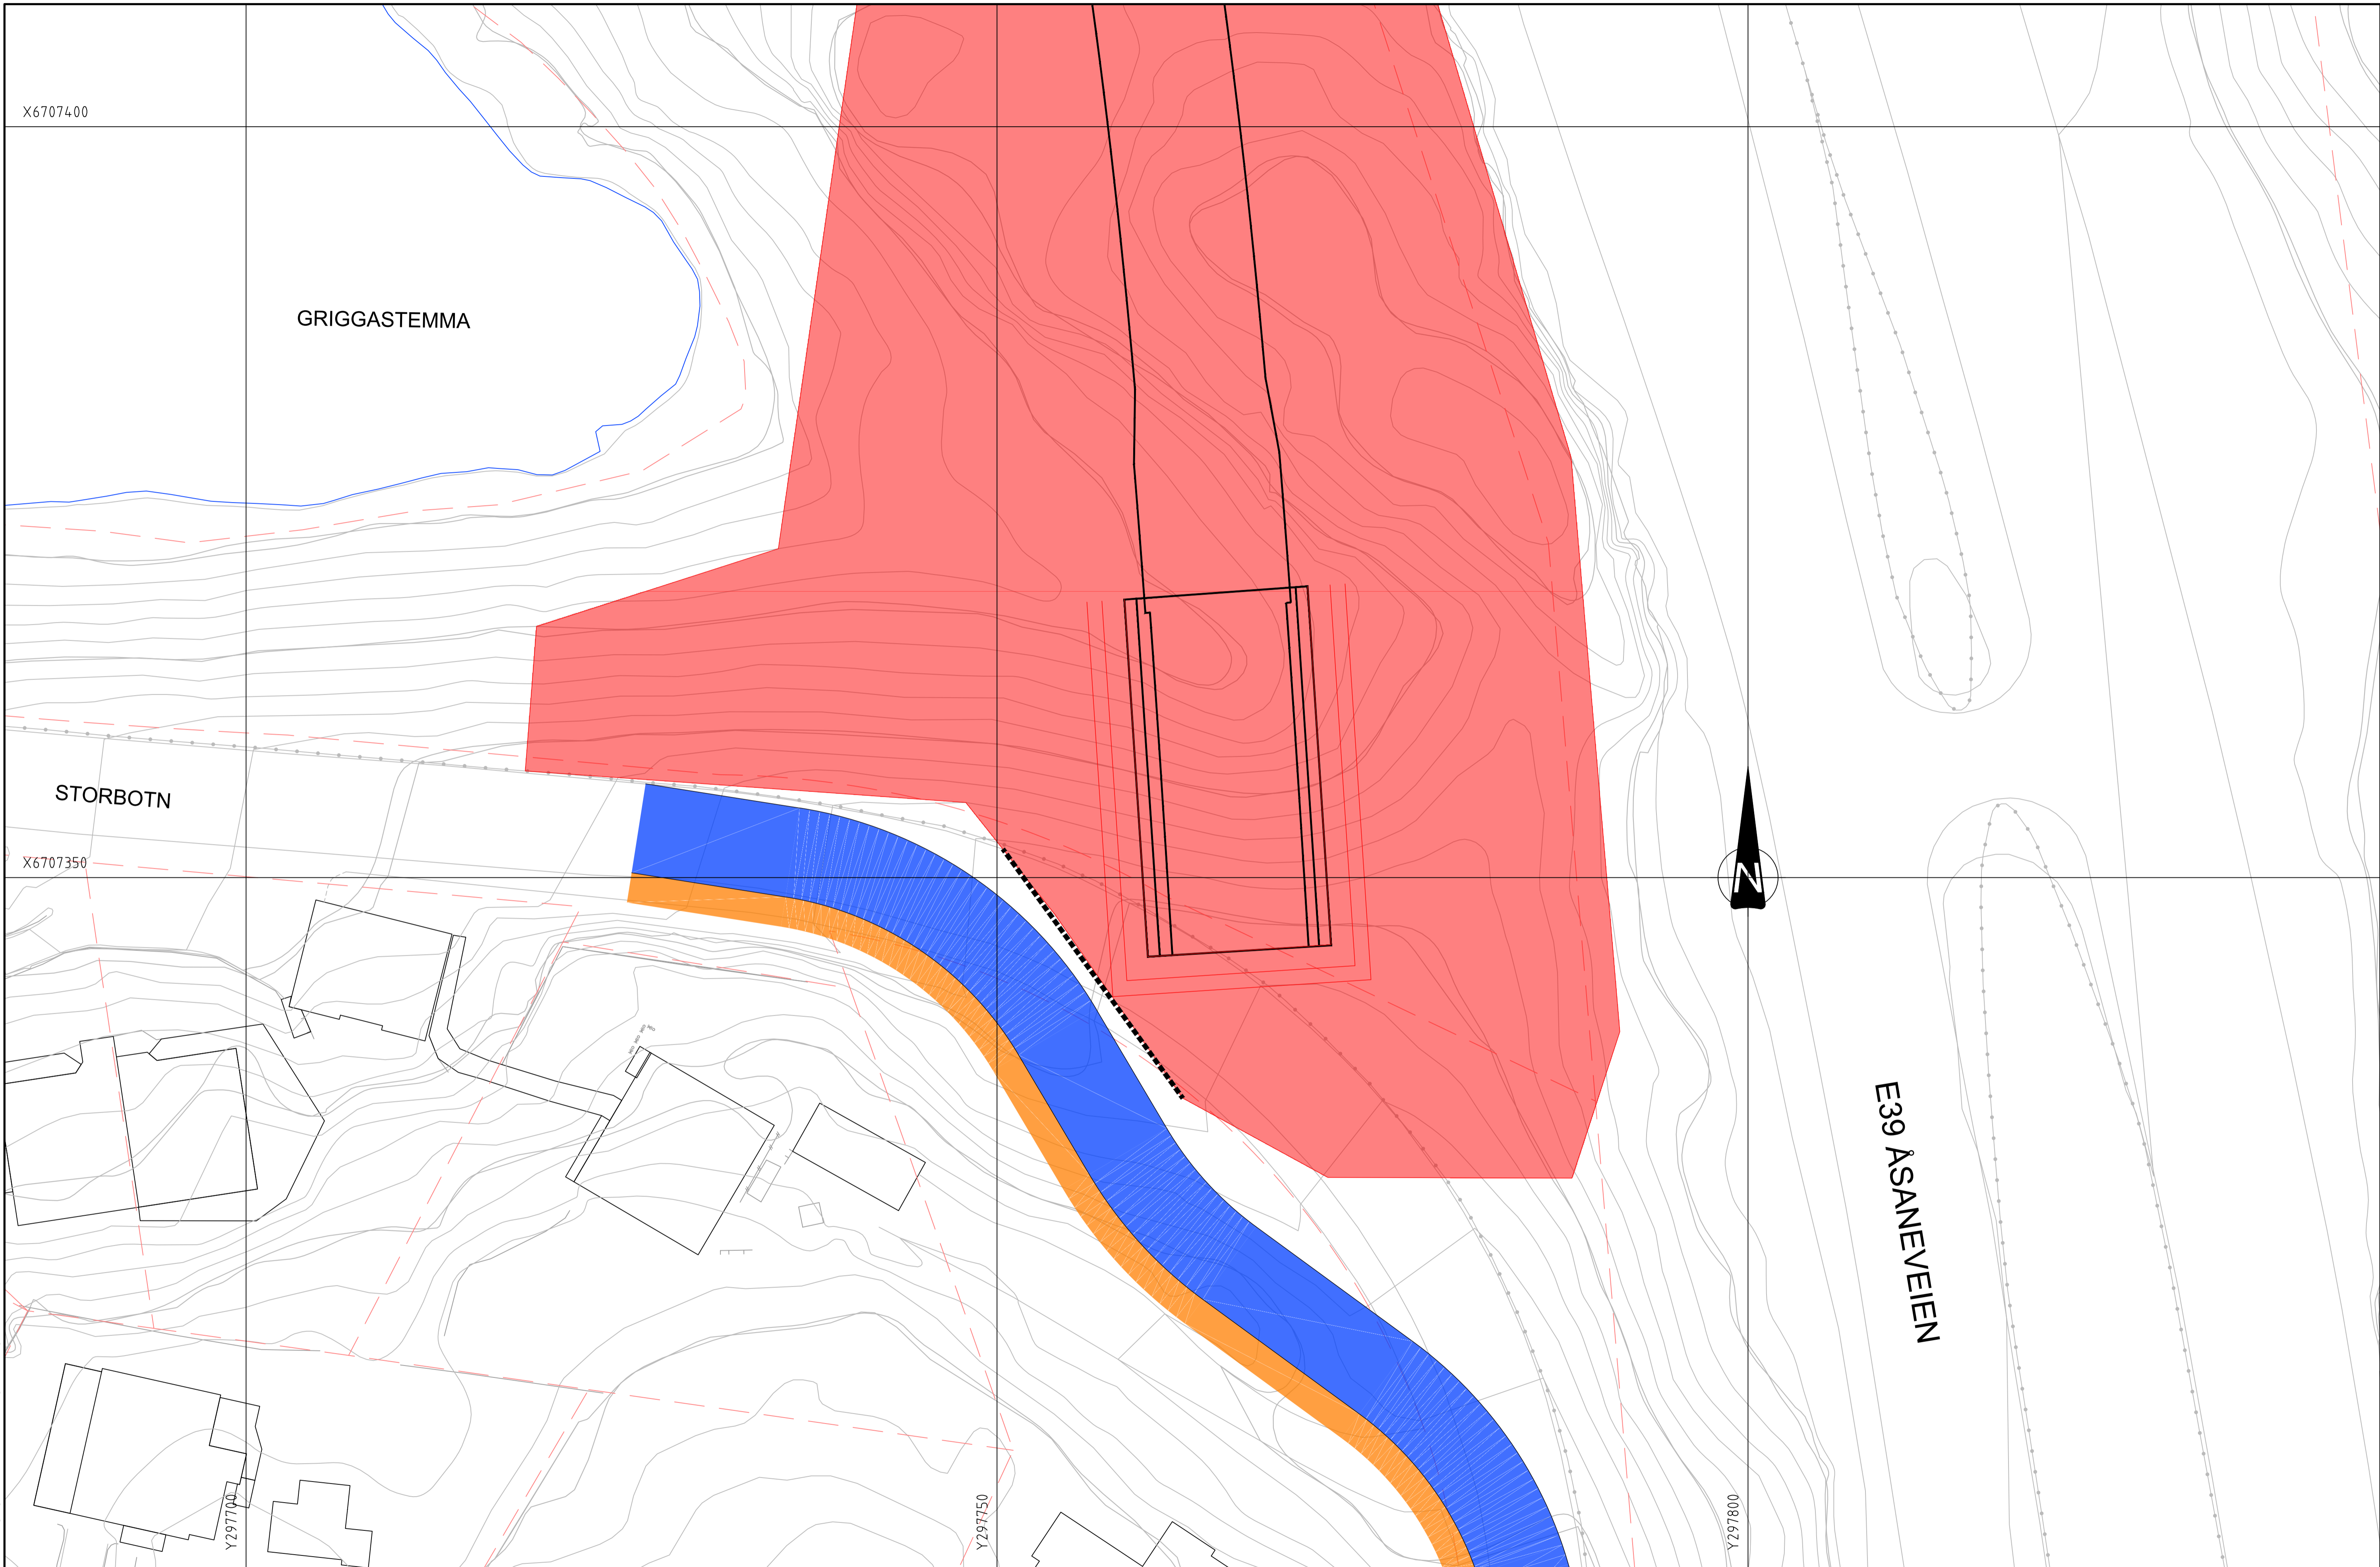 X6707400
GRIGGASTEMMA
STORBOTN
X6707350
N
E39 ÅSANEVEIEN
Y297700
Y297750
Y297800